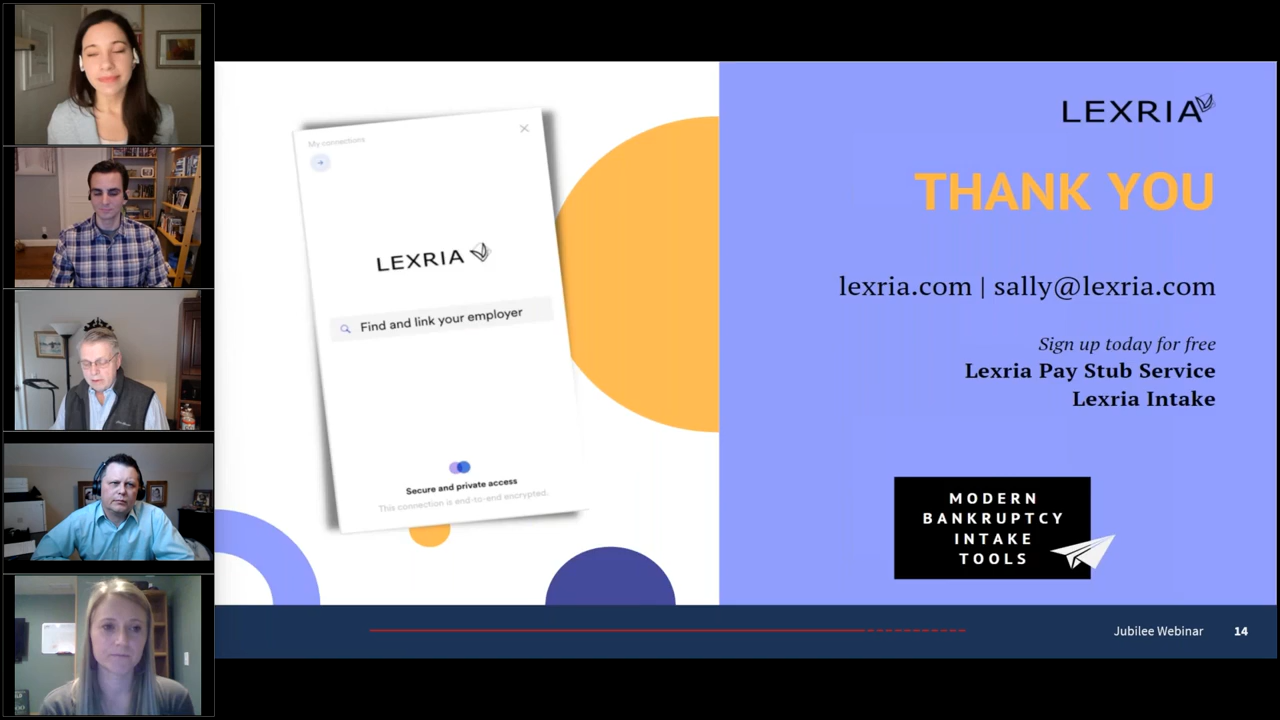 My connections
LEXRIA
Find and link your employer
Secure and private access
This connection is end-to-end encrypted.
LEXRIA
THANK YOU
lexria.com | sally@lexria.com
Sign up today for free
Lexria Pay Stub Service
Lexria Intake
MODERN
BANKRUPTCY
INTAKE
TOOLS
Jubilee Webinar 14